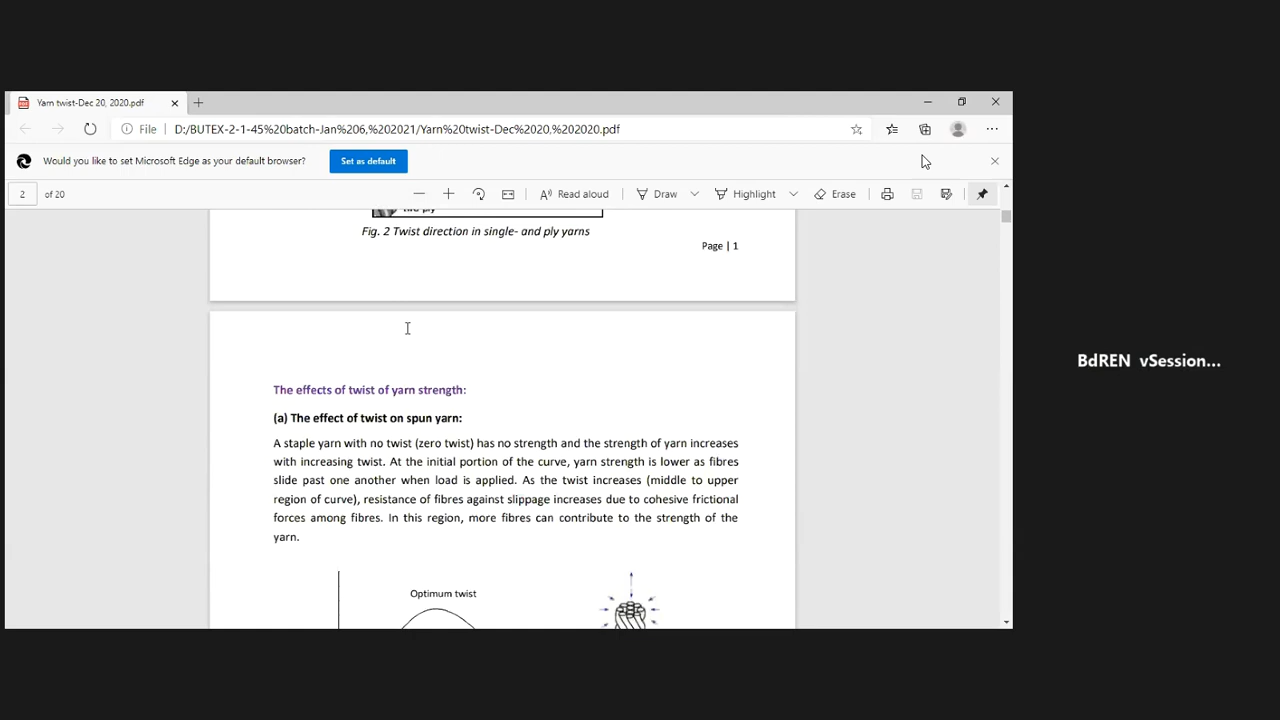 Yarn twist-Dec 20, 2020.pdf
File D:/BUTEX-2-1-45%20batch-Jan%206,%202021/Yarn%20twist-Dec%2020,%202020.pdf
Would you like to set Microsoft Edge as your default browser? Set as default
2 of 20 Read aloud Draw Highlight Erase
Fig. 2 Twist direction in single- and ply yarns
Page | 1
The effects of twist of yarn strength:
(a) The effect of twist on spun yarn:
A staple yarn with no twist (zero twist) has no strength and the strength of yarn increases
with increasing twist. At the initial portion of the curve, yarn strength is lower as fibres
slide past one another when load is applied. As the twist increases (middle to upper
region of curve), resistance of fibres against slippage increases due to cohesive frictional
forces among fibres. In this region, more fibres can contribute to the strength of the
yarn.
Optimum twist
BdREN vSession...